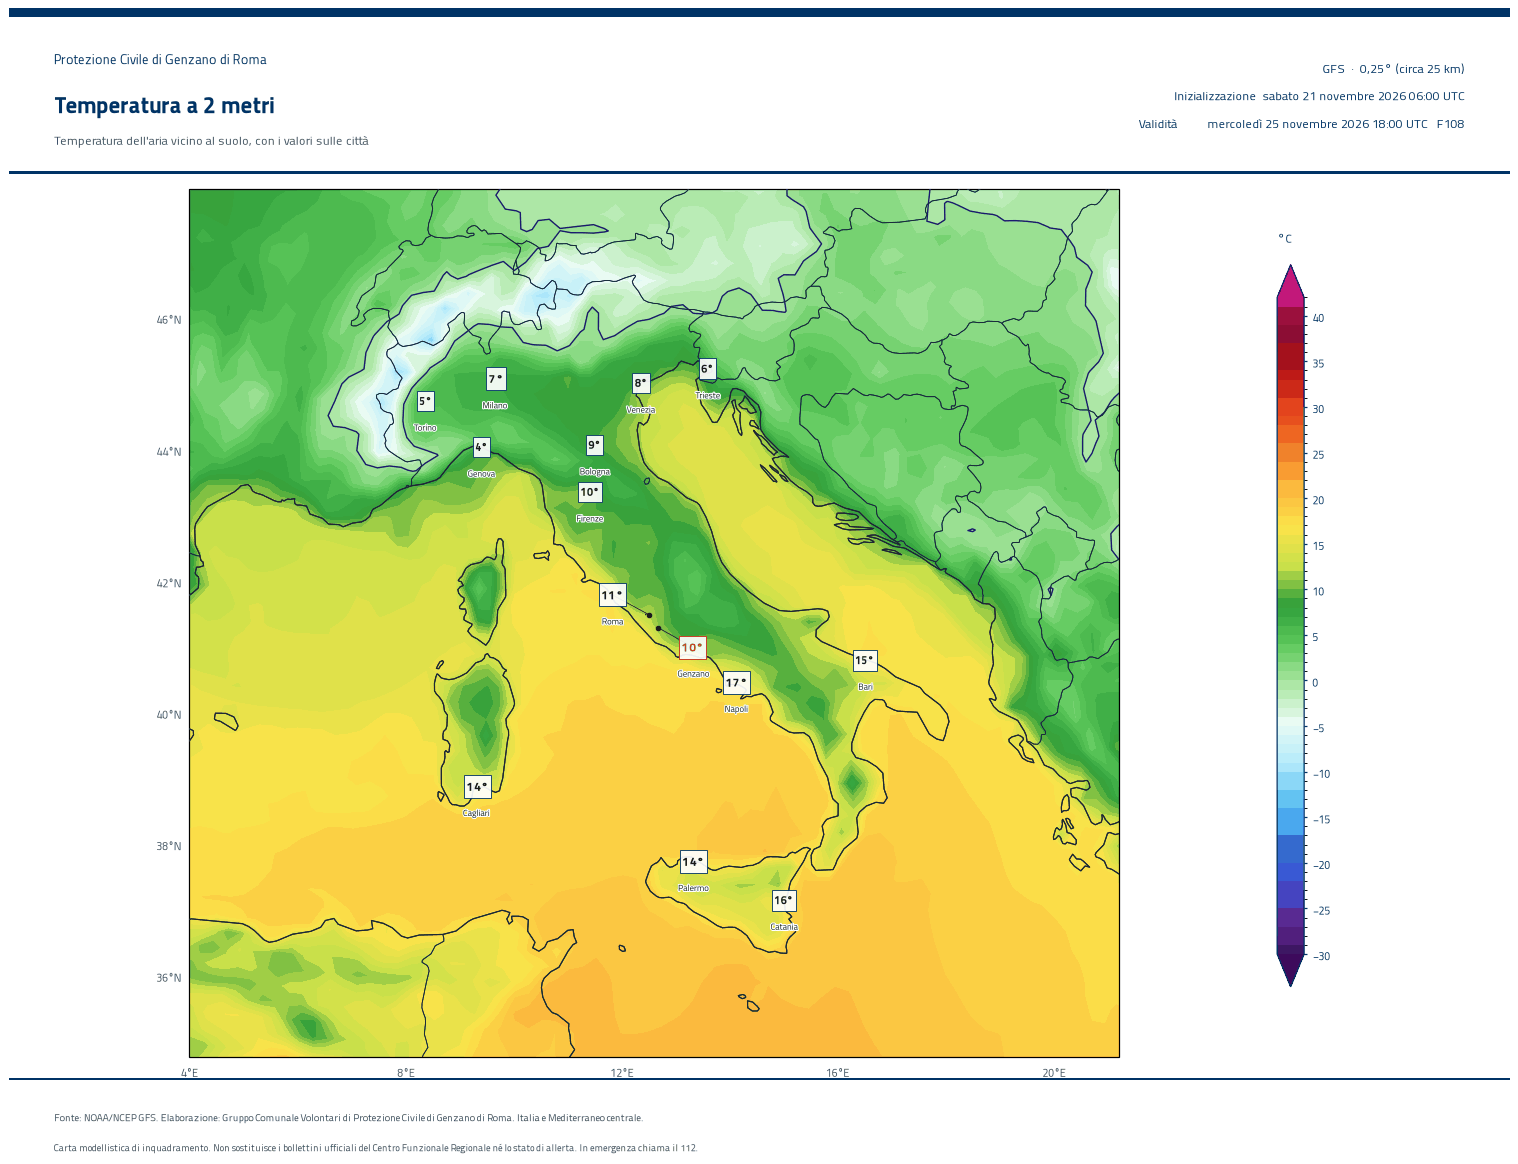 Protezione Civile di Genzano di Roma
Temperatura a 2 metri
Temperatura dell'aria vicino al suolo, con i valori sulle città
GFS · 0,25° (circa 25 km)
Inizializzazione sabato 21 novembre 2026 06:00 UTC
Validità mercoledì 25 novembre 2026 18:00 UTC F108
°C
40
35
30
25
20
15
10
5
0
−5
−10
−15
−20
−25
−30
46°N
44°N
42°N
40°N
38°N
36°N
4°E
8°E
12°E
16°E
20°E
5°
Torino
7°
Milano
8°
Venezia
6°
Trieste
4°
Genova
9°
Bologna
10°
Firenze
11°
Roma
10°
Genzano
17°
Napoli
15°
Bari
14°
Cagliari
14°
Palermo
16°
Catania
Fonte: NOAA/NCEP GFS. Elaborazione: Gruppo Comunale Volontari di Protezione Civile di Genzano di Roma. Italia e Mediterraneo centrale.
Carta modellistica di inquadramento. Non sostituisce i bollettini ufficiali del Centro Funzionale Regionale né lo stato di allerta. In emergenza chiama il 112.